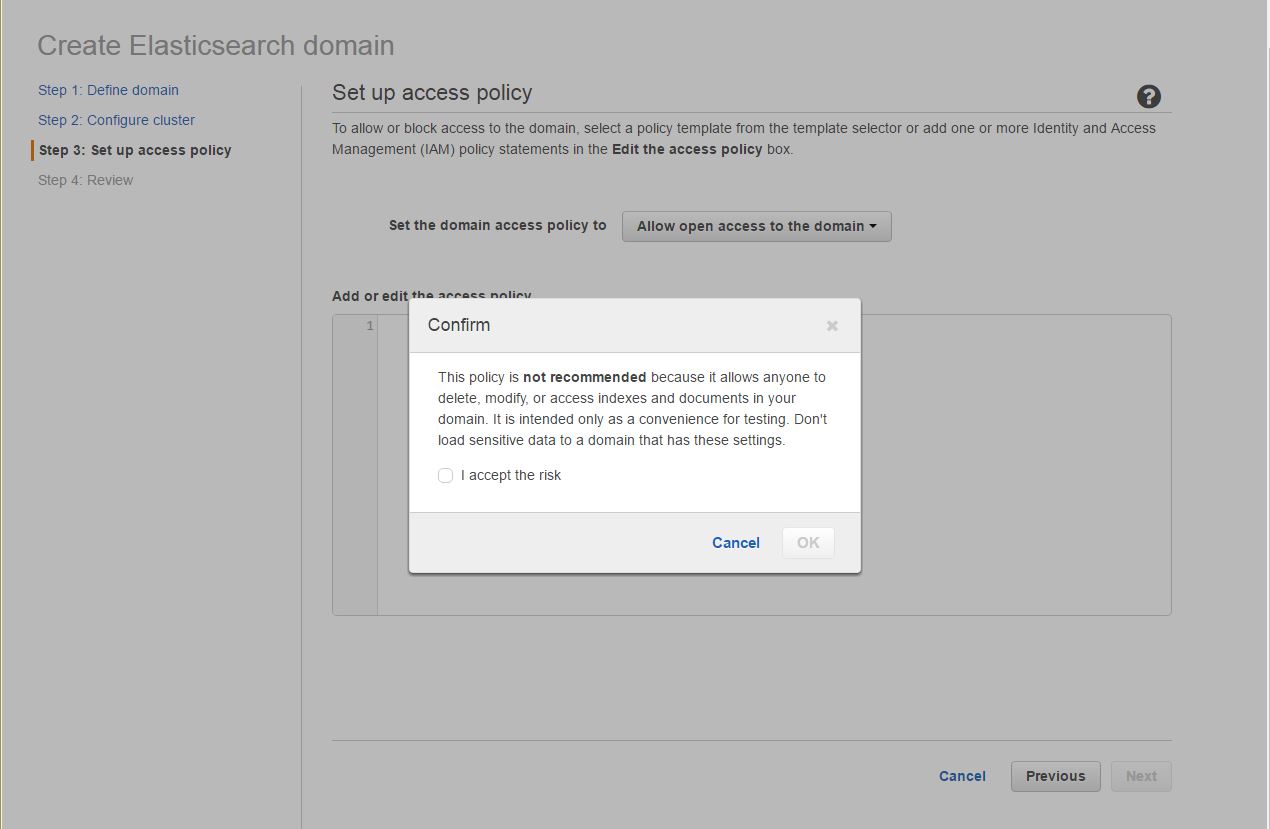 Create Elasticsearch domain
Step 1: Define domain
Step 2: Configure cluster
Step 3: Set up access policy
Step 4: Review
Set up access policy
?
To allow or block access to the domain, select a policy template from the template selector or add one or more Identity and Access
Management (IAM) policy statements in the Edit the access policy box.
Set the domain access policy to
Allow open access to the domain
Add or edit the access policy
1
Confirm
This policy is not recommended because it allows anyone to
delete, modify, or access indexes and documents in your
domain. It is intended only as a convenience for testing. Don't
load sensitive data to a domain that has these settings.
I accept the risk
Cancel
OK
Cancel
Previous
Next